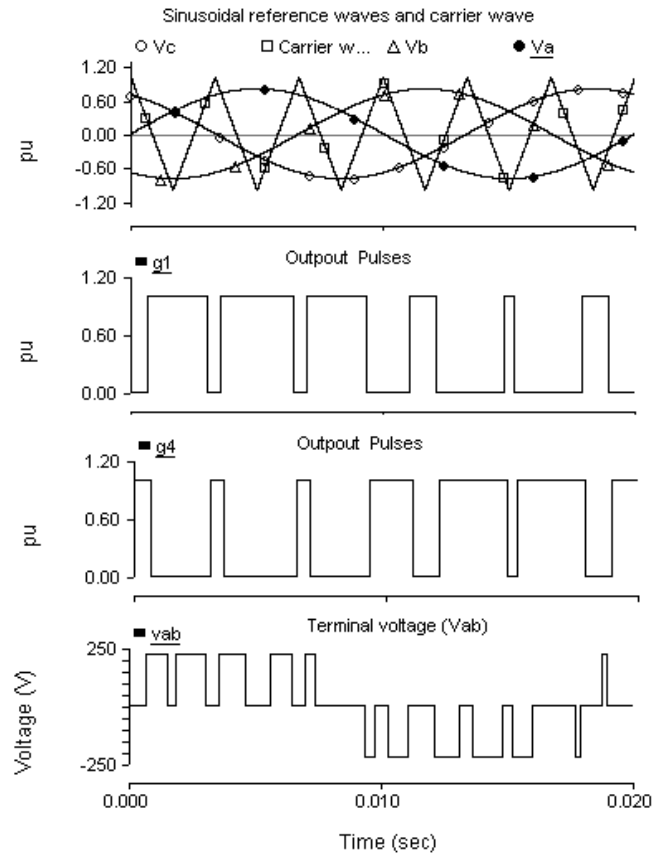 Sinusoidal reference waves and carrier wave
Vc Carrier w... Vb Va
1.20
0.60
0.00
-0.60
-1.20
pu
g1 Outpout Pulses
1.20
0.60
0.00
pu
g4 Outpout Pulses
1.20
0.60
0.00
pu
vab Terminal voltage (Vab)
250
-250
Voltage (V)
0.000 0.010 0.020
Time (sec)